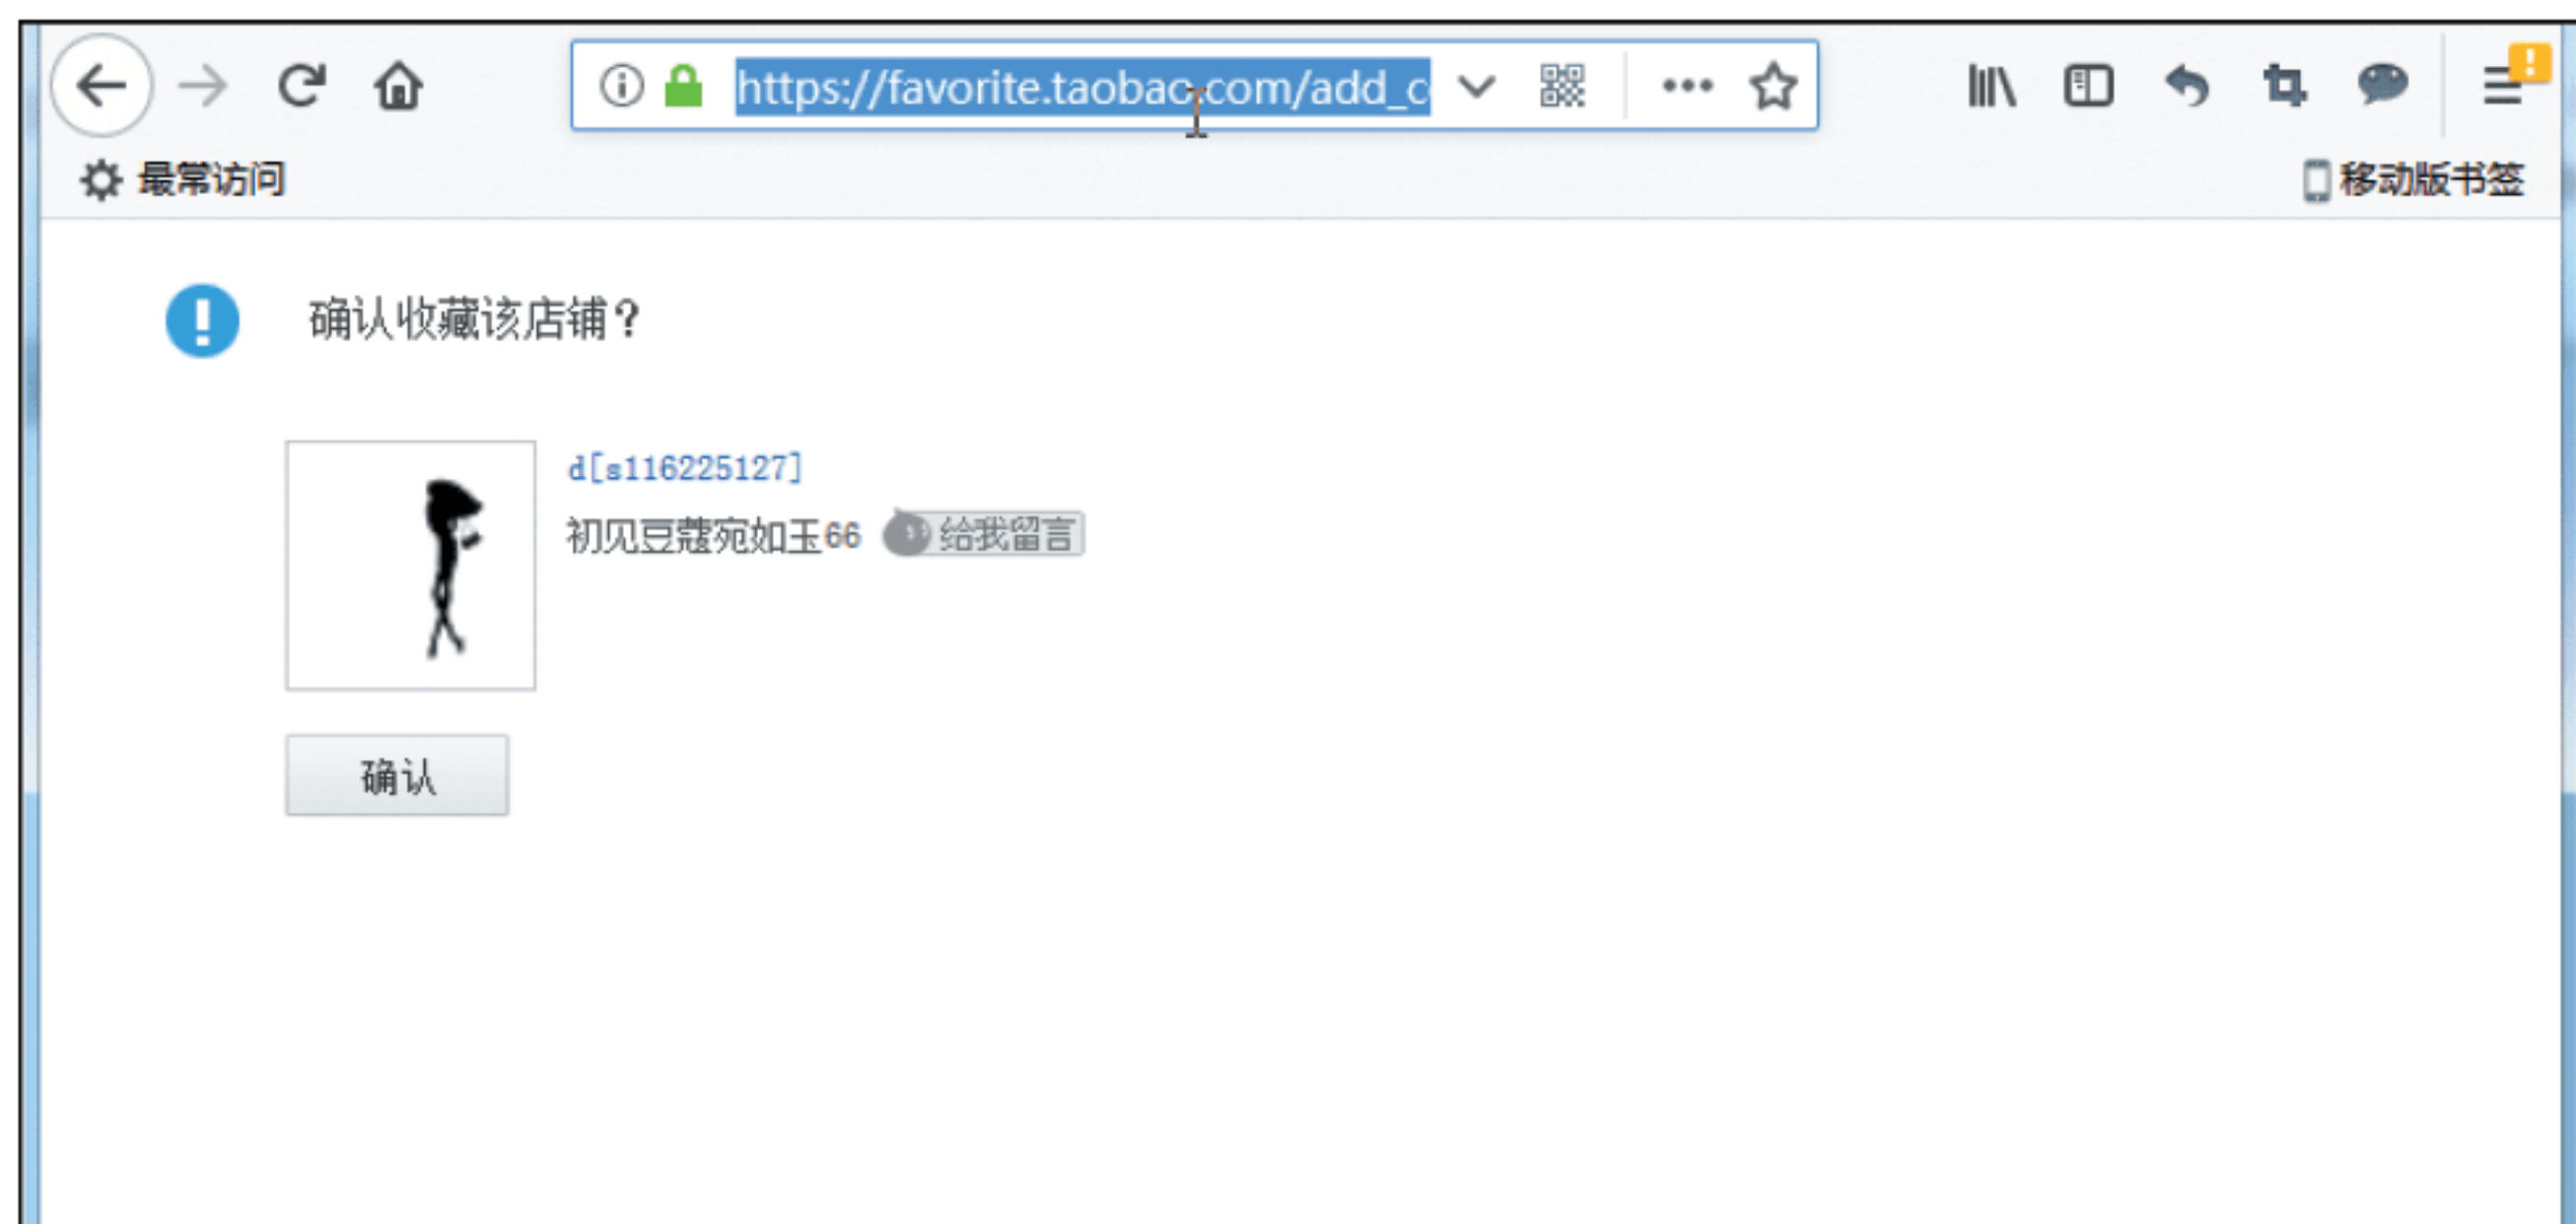 https://favorite.taobao.com/add_c
最常访问
移动版书签
确认收藏该店铺？
d[s116225127]
初见豆蔻宛如玉66 给我留言
确认